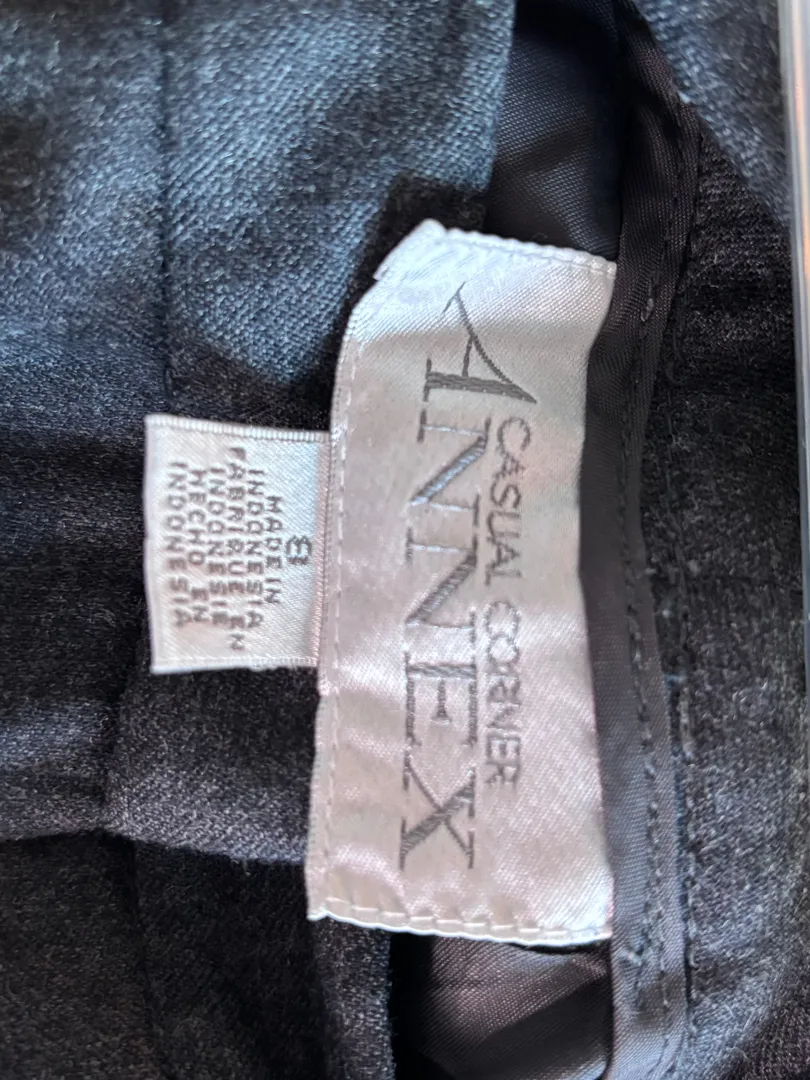 CASUAL CORNER
ANNEX
8
MADE IN
INDONESIA
FABRIQUE EN
INDONESIE
HECHO EN
INDONESIA